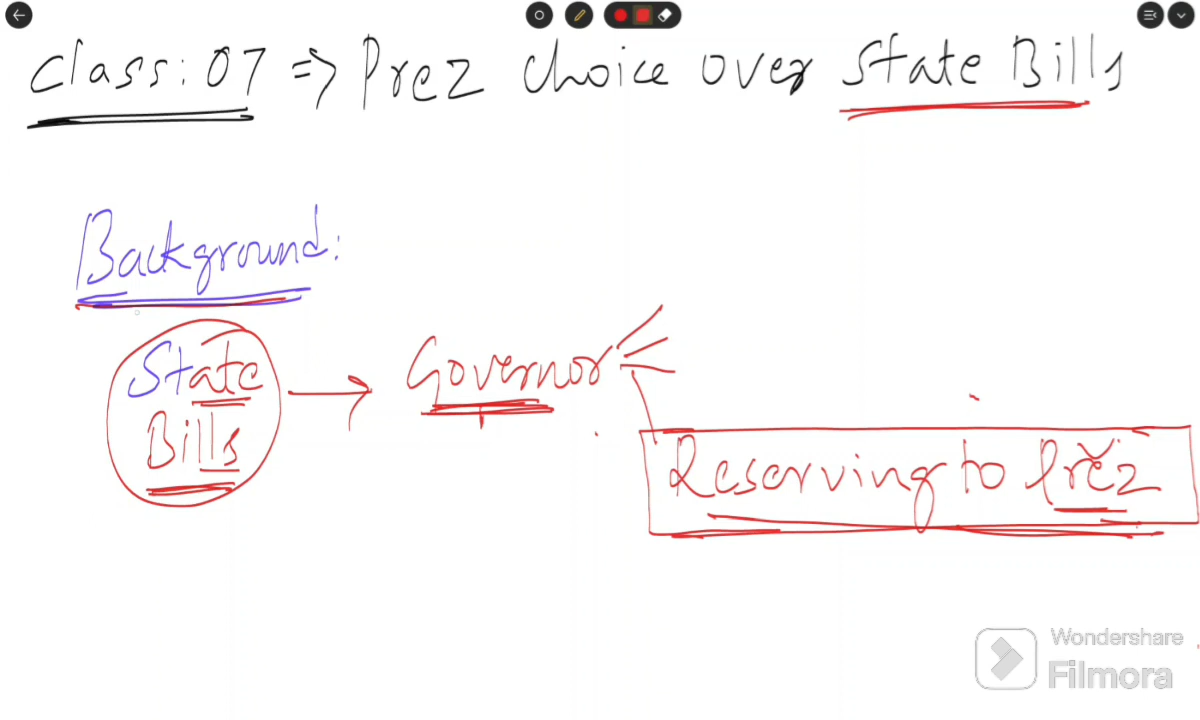 class: 07 => Prez choice over State Bills
Background:
State
Bills
→ Governor
Reserving to Prez
Wondershare
Filmora